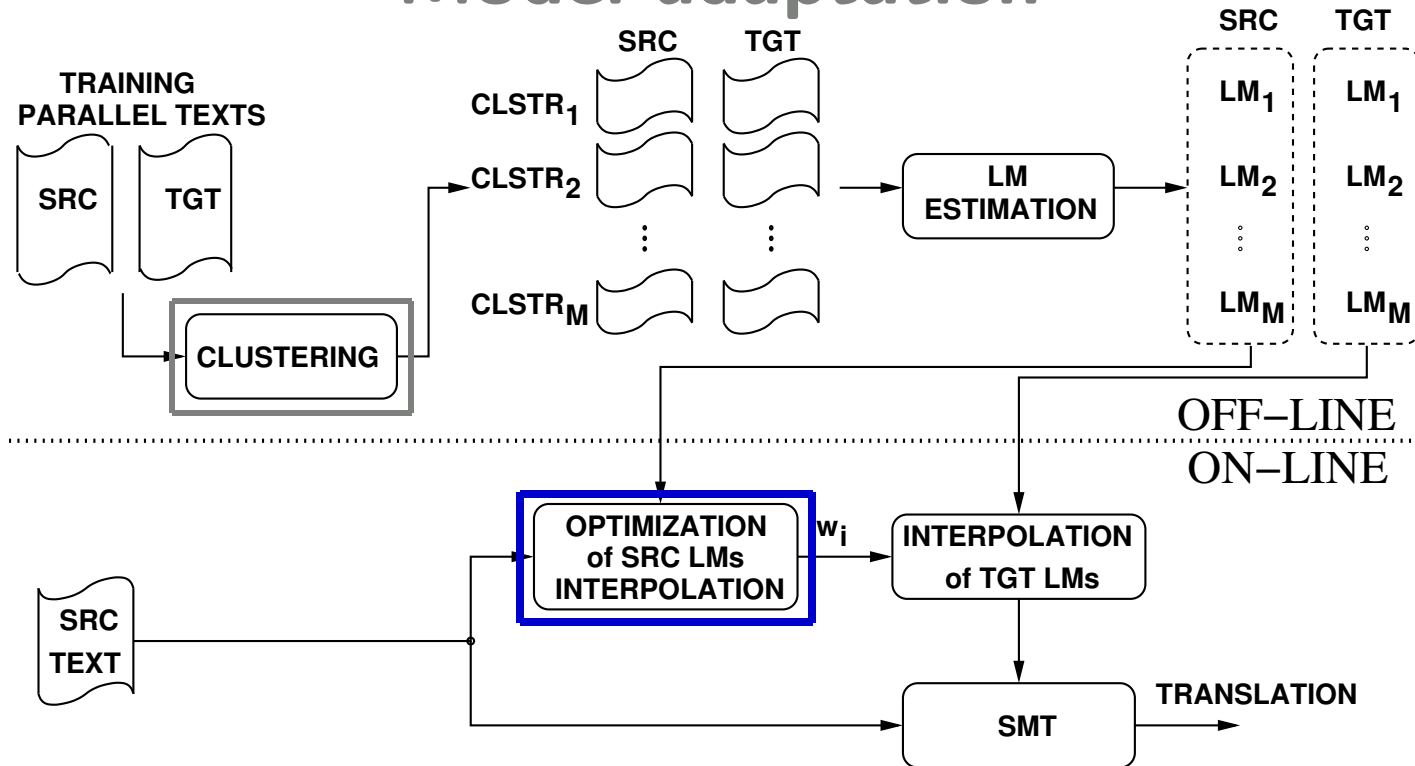 Model adaptation
SRC TGT
SRC TGT
TRAINING
PARALLEL TEXTS
SRC TGT
CLSTR1
CLSTR2
CLSTRM
LM
ESTIMATION
LM1 LM1
LM2 LM2
LMM LMM
CLUSTERING
OFF–LINE
ON–LINE
OPTIMIZATION
of SRC LMs
INTERPOLATION
wi
INTERPOLATION
of TGT LMs
SRC
TEXT
SMT
TRANSLATION